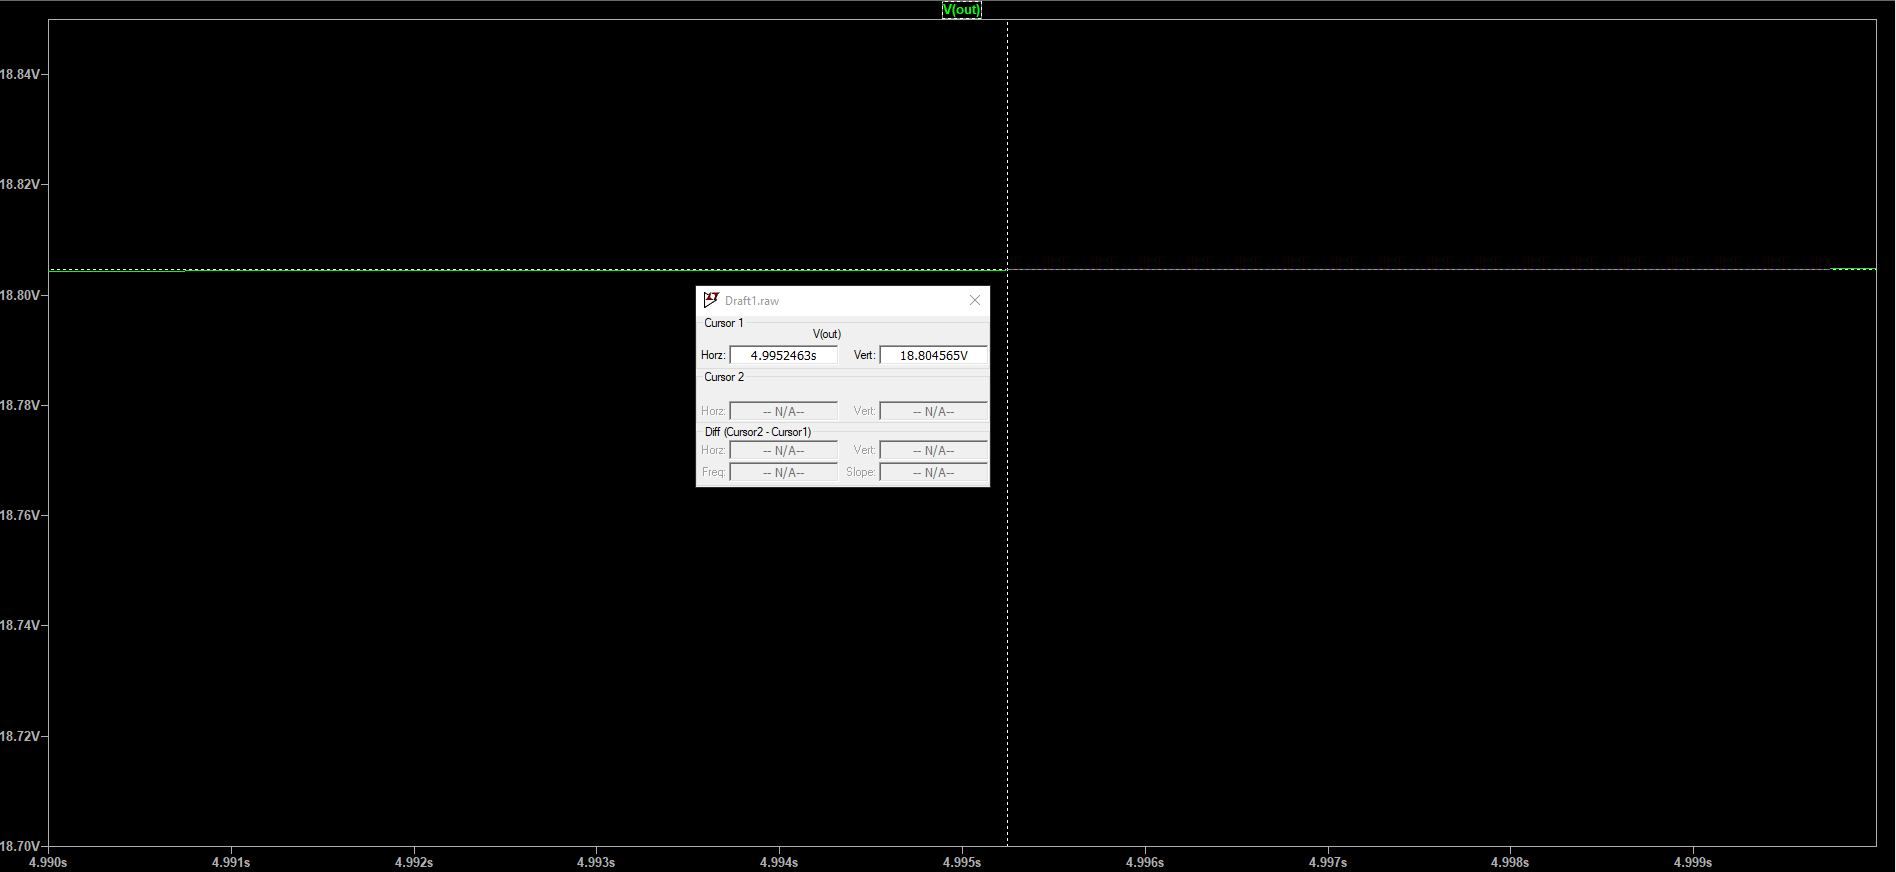 V(out)
18.84V
18.82V
18.80V
18.78V
18.76V
18.74V
18.72V
18.70V
Draft1.raw
Cursor 1
V(out)
Horz: 4.9952463s Vert: 18.804565V
Cursor 2
Horz: -- N/A-- Vert: -- N/A--
Diff (Cursor2 - Cursor1)
Horz: -- N/A-- Vert: -- N/A--
Freq: -- N/A-- Slope: -- N/A--
4.990s 4.991s 4.992s 4.993s 4.994s 4.995s 4.996s 4.997s 4.998s 4.999s